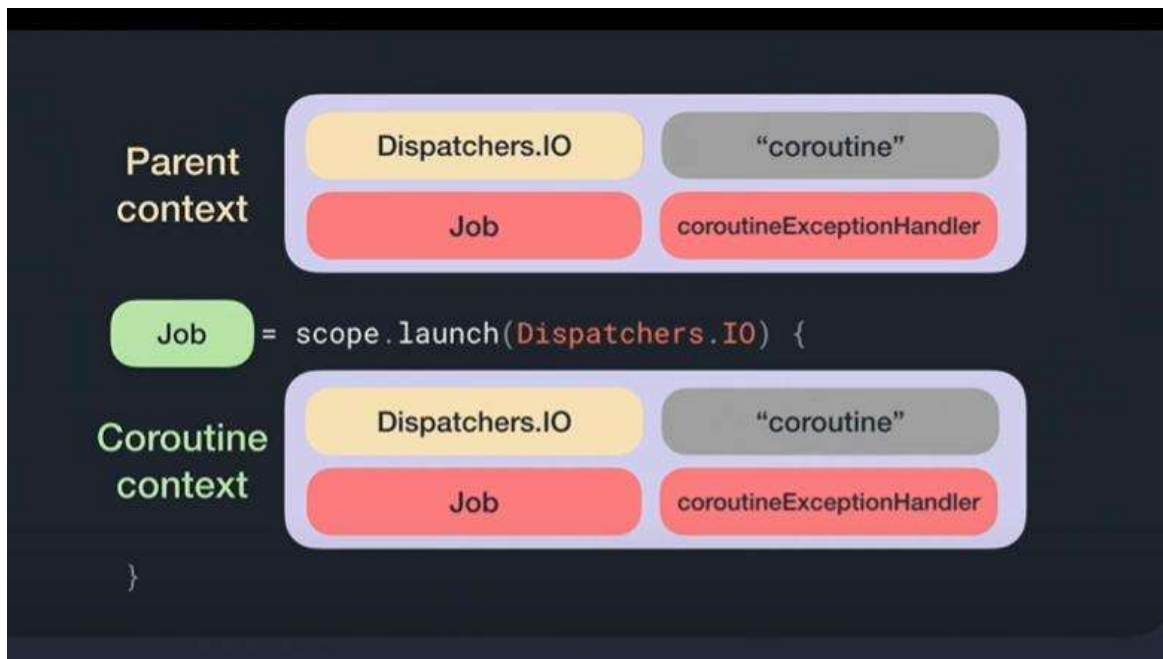 Parent
context
Dispatchers.IO
“coroutine”
Job
coroutineExceptionHandler
Job = scope.launch(Dispatchers.IO) {
Coroutine
context
Dispatchers.IO
“coroutine”
Job
coroutineExceptionHandler
}